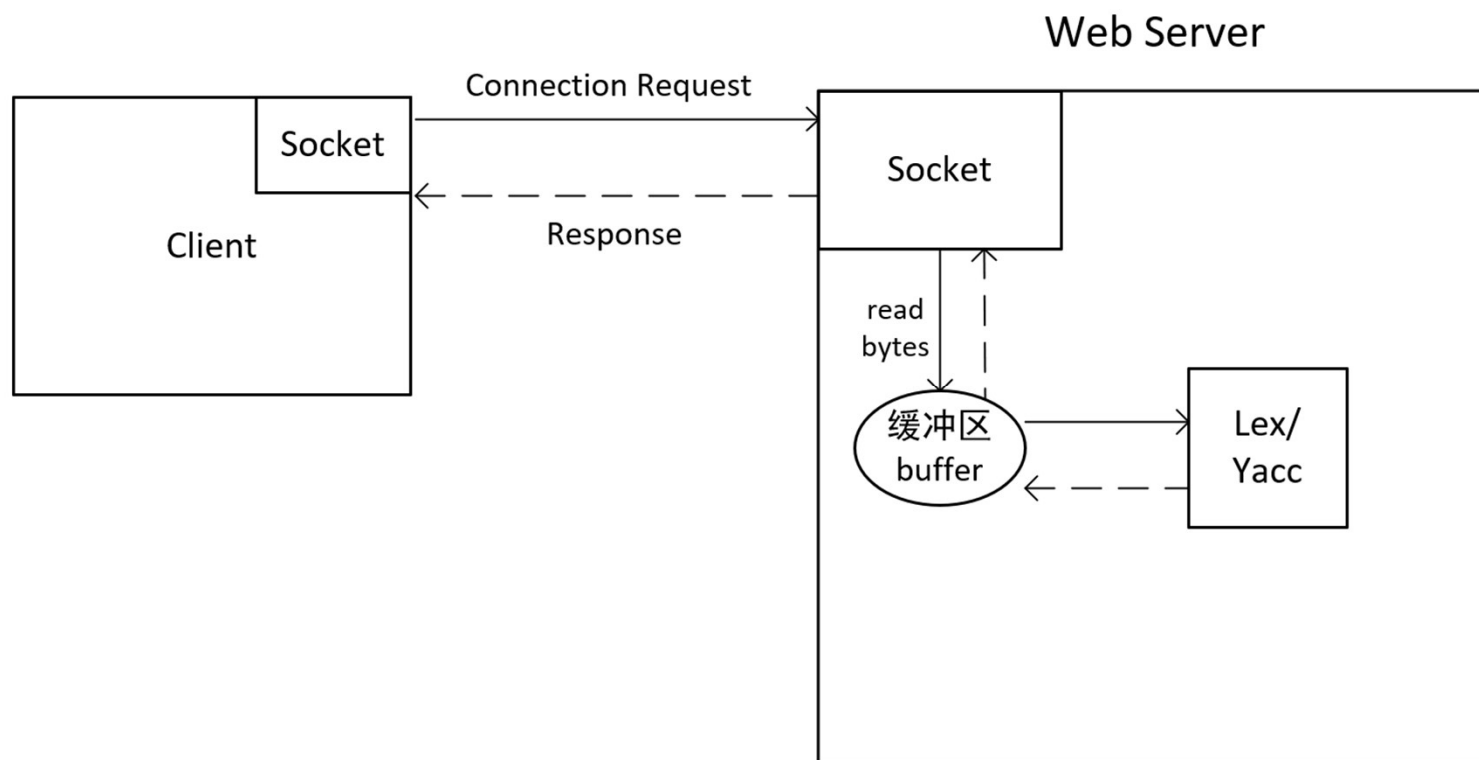 Web Server
Connection Request
Socket
Socket
Client
Response
read
bytes
缓冲区
buffer
Lex/
Yacc